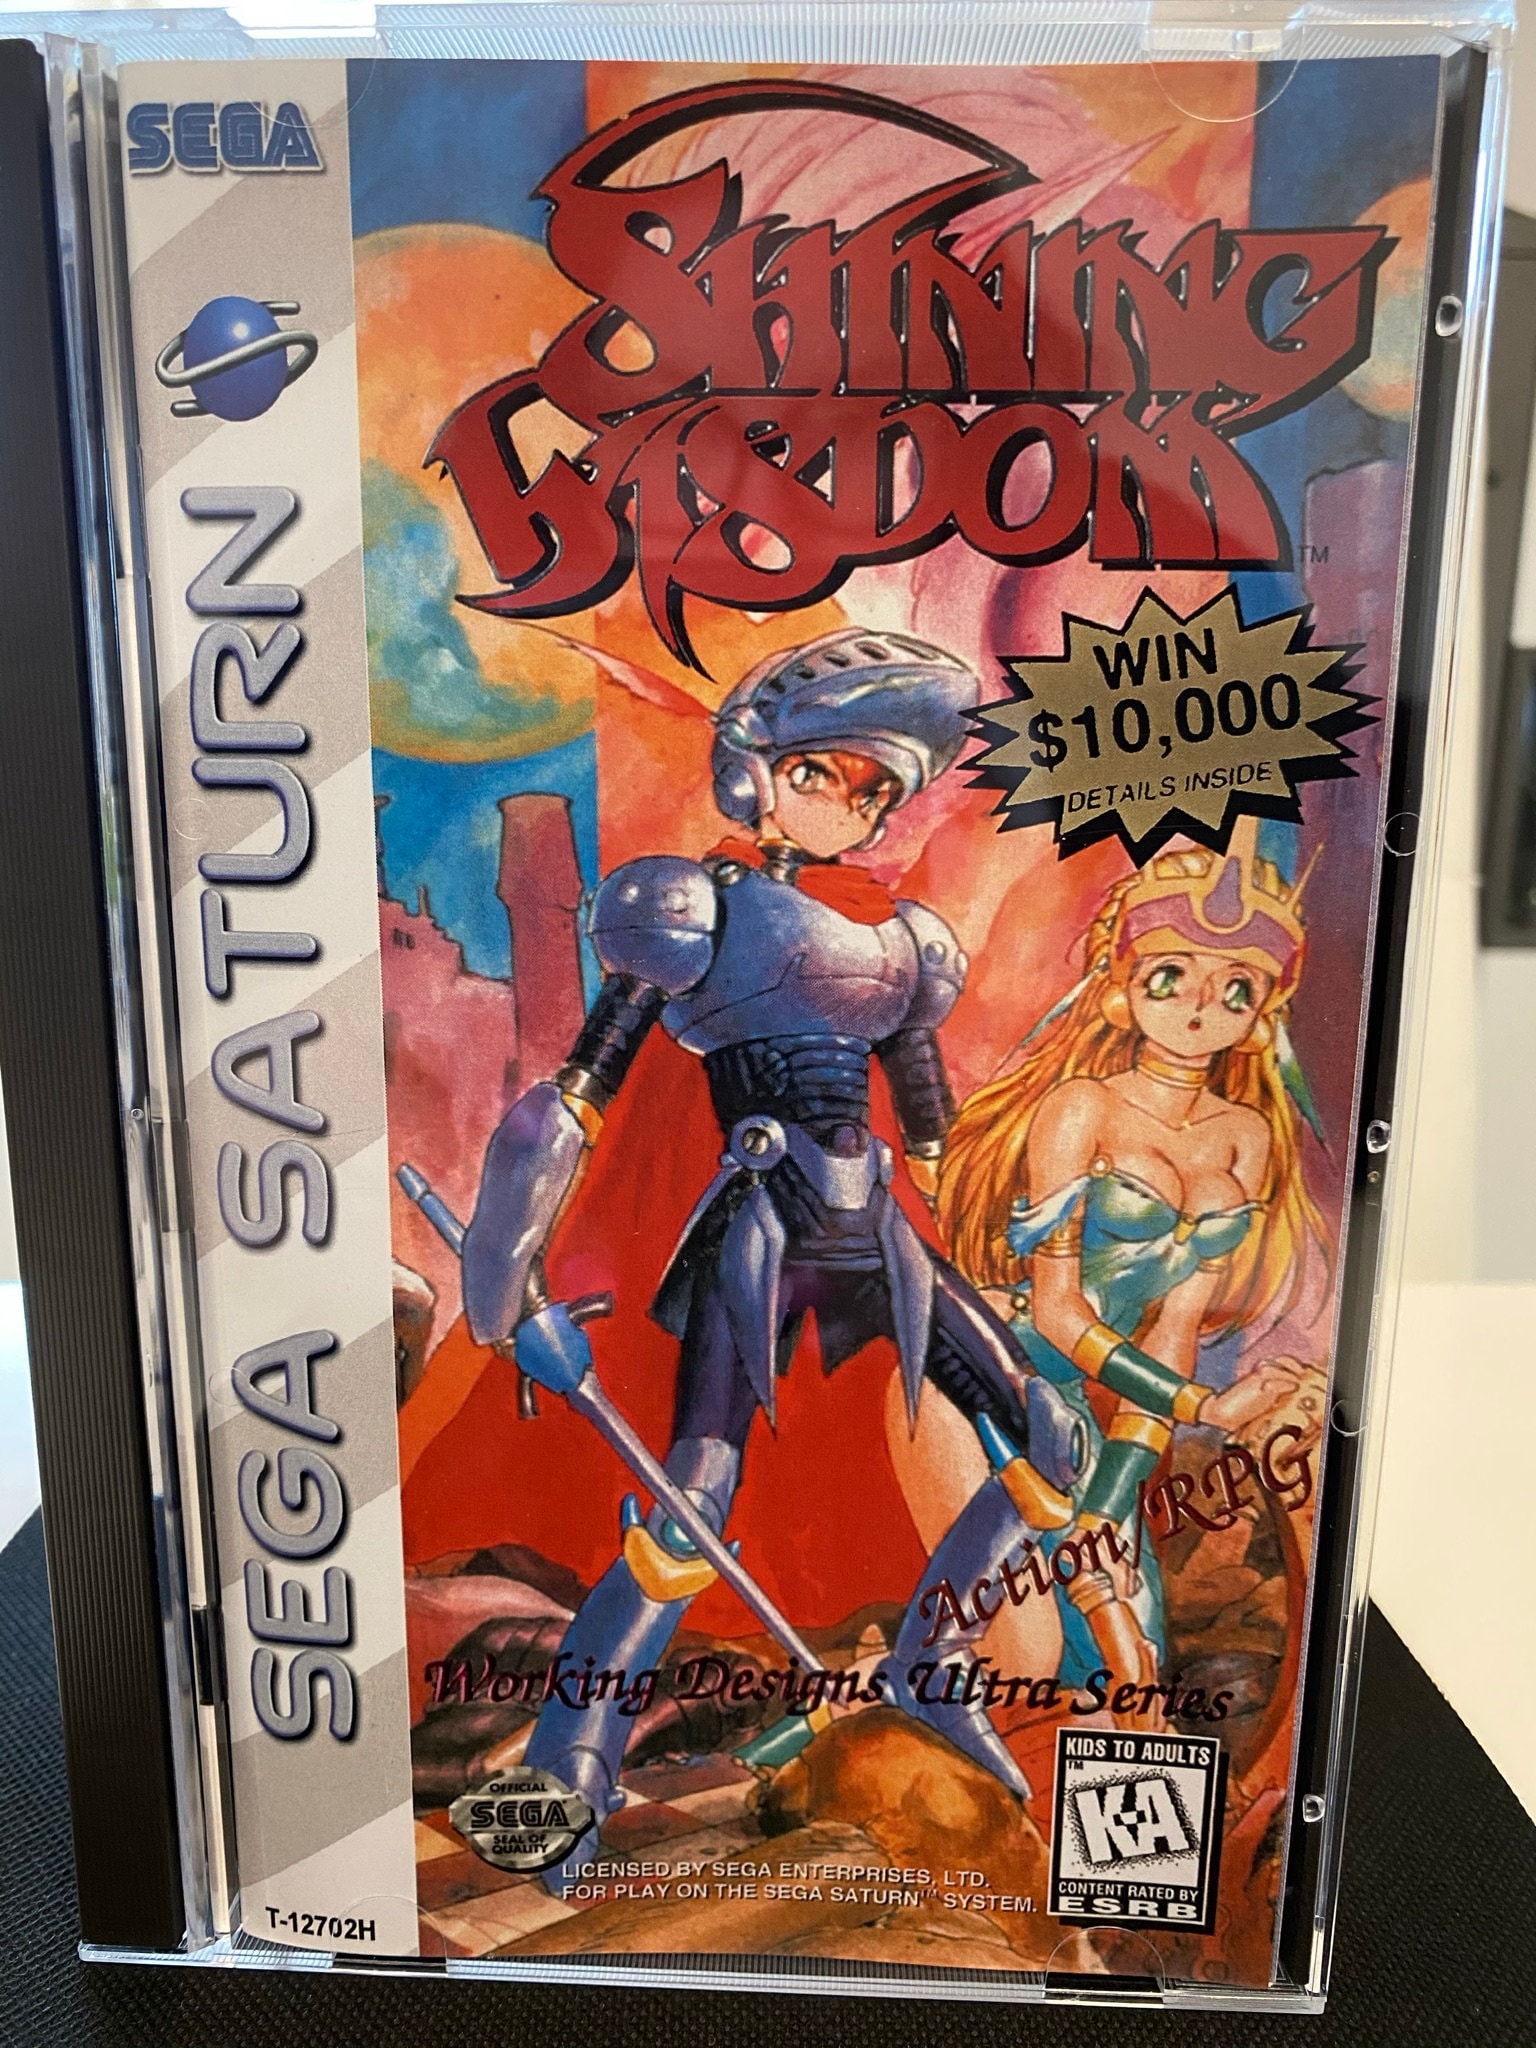 SEGA
SEGA SATURN
T-12702H
SHINING
WISDOM™
WIN
$10,000
DETAILS INSIDE
Action/RPG
Working Designs Ultra Series
OFFICIAL
SEGA
SEAL OF
QUALITY
LICENSED BY SEGA ENTERPRISES, LTD.
FOR PLAY ON THE SEGA SATURN™ SYSTEM.
KIDS TO ADULTS
™
K-A
CONTENT RATED BY
ESRB